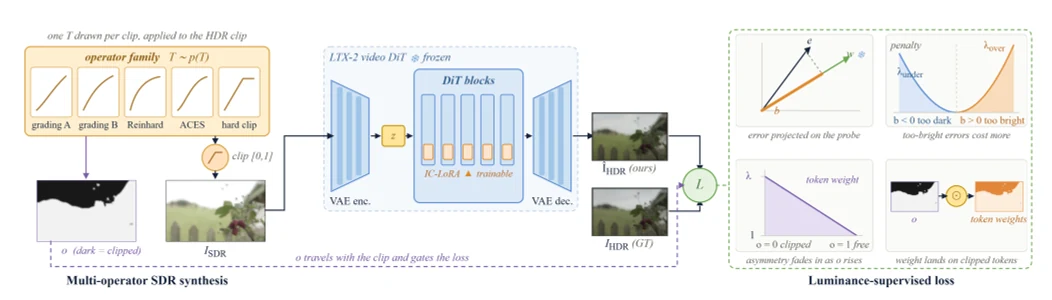 one T drawn per clip, applied to the HDR clip
operator family T ~ p(T)
grading A
grading B
Reinhard
ACES
hard clip
clip [0,1]
o (dark = clipped)
I_SDR
Multi-operator SDR synthesis
LTX-2 video DiT ❄ frozen
DiT blocks
z
IC-LoRA ▲ trainable
VAE enc.
VAE dec.
o travels with the clip and gates the loss
Î_HDR (ours)
I_HDR (GT)
L
e
w ❄
b
error projected on the probe
penalty
λ_under
λ_over
b < 0 too dark
b > 0 too bright
too-bright errors cost more
λ
token weight
1
o = 0 clipped
o = 1 free
asymmetry fades in as o rises
o
⊙
token weights
weight lands on clipped tokens
Luminance-supervised loss